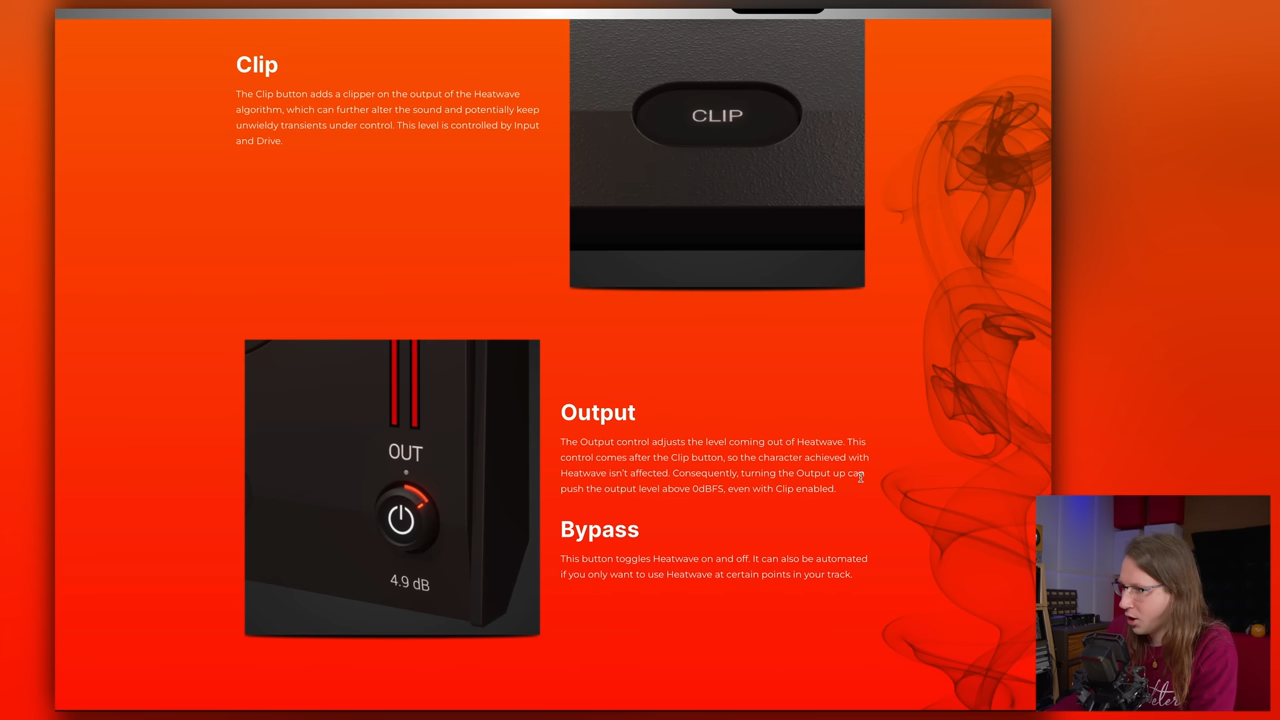 Clip
The Clip button adds a clipper on the output of the Heatwave
algorithm, which can further alter the sound and potentially keep
unwieldy transients under control. This level is controlled by Input
and Drive.
CLIP
OUT
4.9 dB
Output
The Output control adjusts the level coming out of Heatwave. This
control comes after the Clip button, so the character achieved with
Heatwave isn't affected. Consequently, turning the Output up can
push the output level above 0dBFS, even with Clip enabled.
Bypass
This button toggles Heatwave on and off. It can also be automated
if you only want to use Heatwave at certain points in your track.